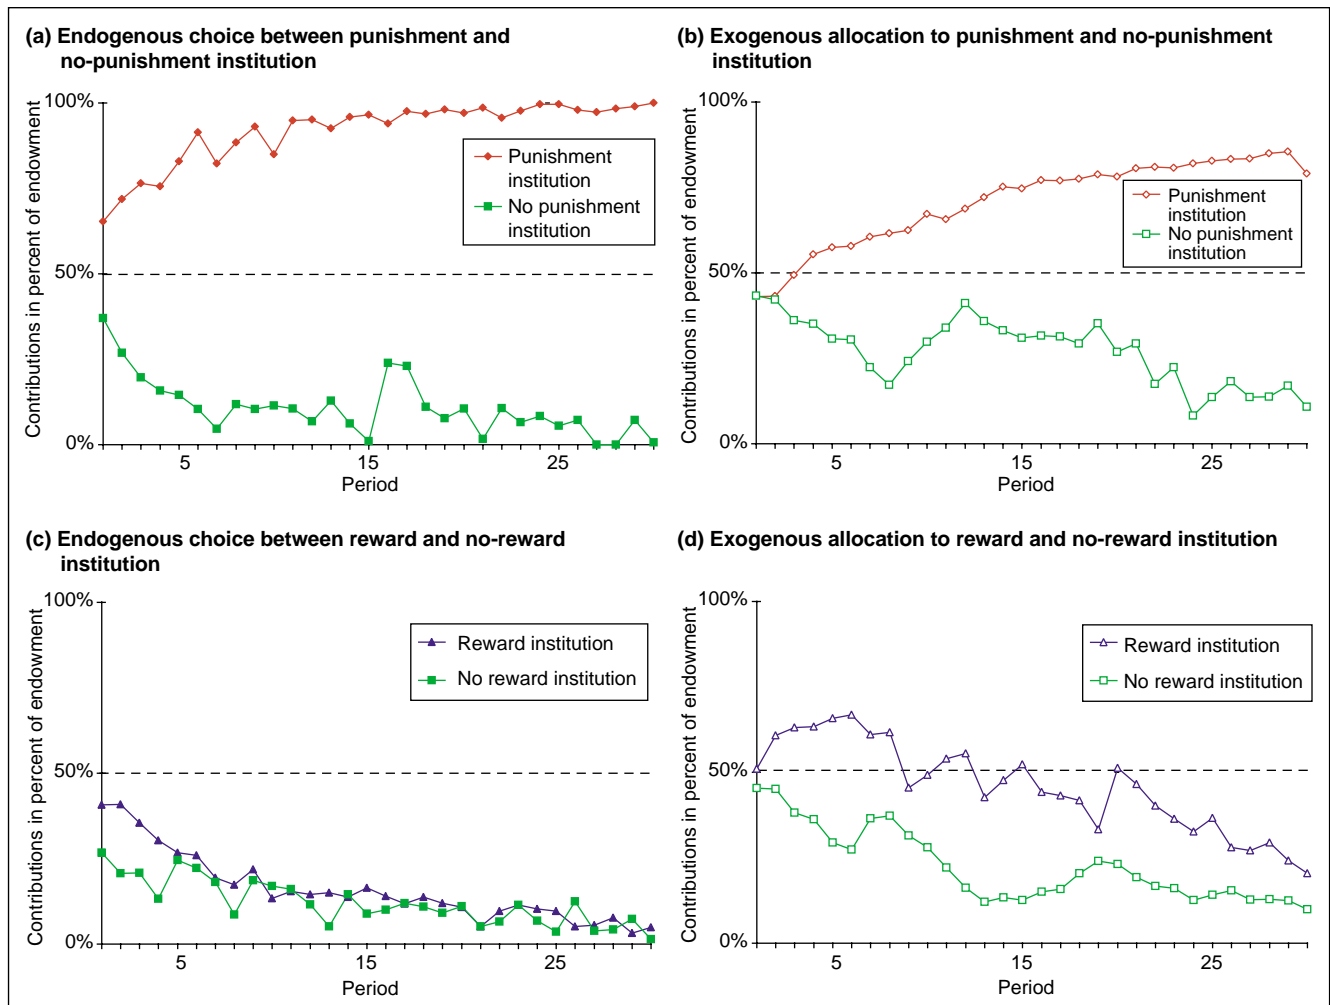 (a) Endogenous choice between punishment and
no-punishment institution
100%
50%
0%
Contributions in percent of endowment
5
15
25
Period
Punishment
institution
No punishment
institution
(b) Exogenous allocation to punishment and no-punishment
institution
100%
50%
0%
Contributions in percent of endowment
5
15
25
Period
Punishment
institution
No punishment
institution
(c) Endogenous choice between reward and no-reward
institution
100%
50%
0%
Contributions in percent of endowment
5
15
25
Period
Reward institution
No reward institution
(d) Exogenous allocation to reward and no-reward institution
100%
50%
0%
Contributions in percent of endowment
5
15
25
Period
Reward institution
No reward institution